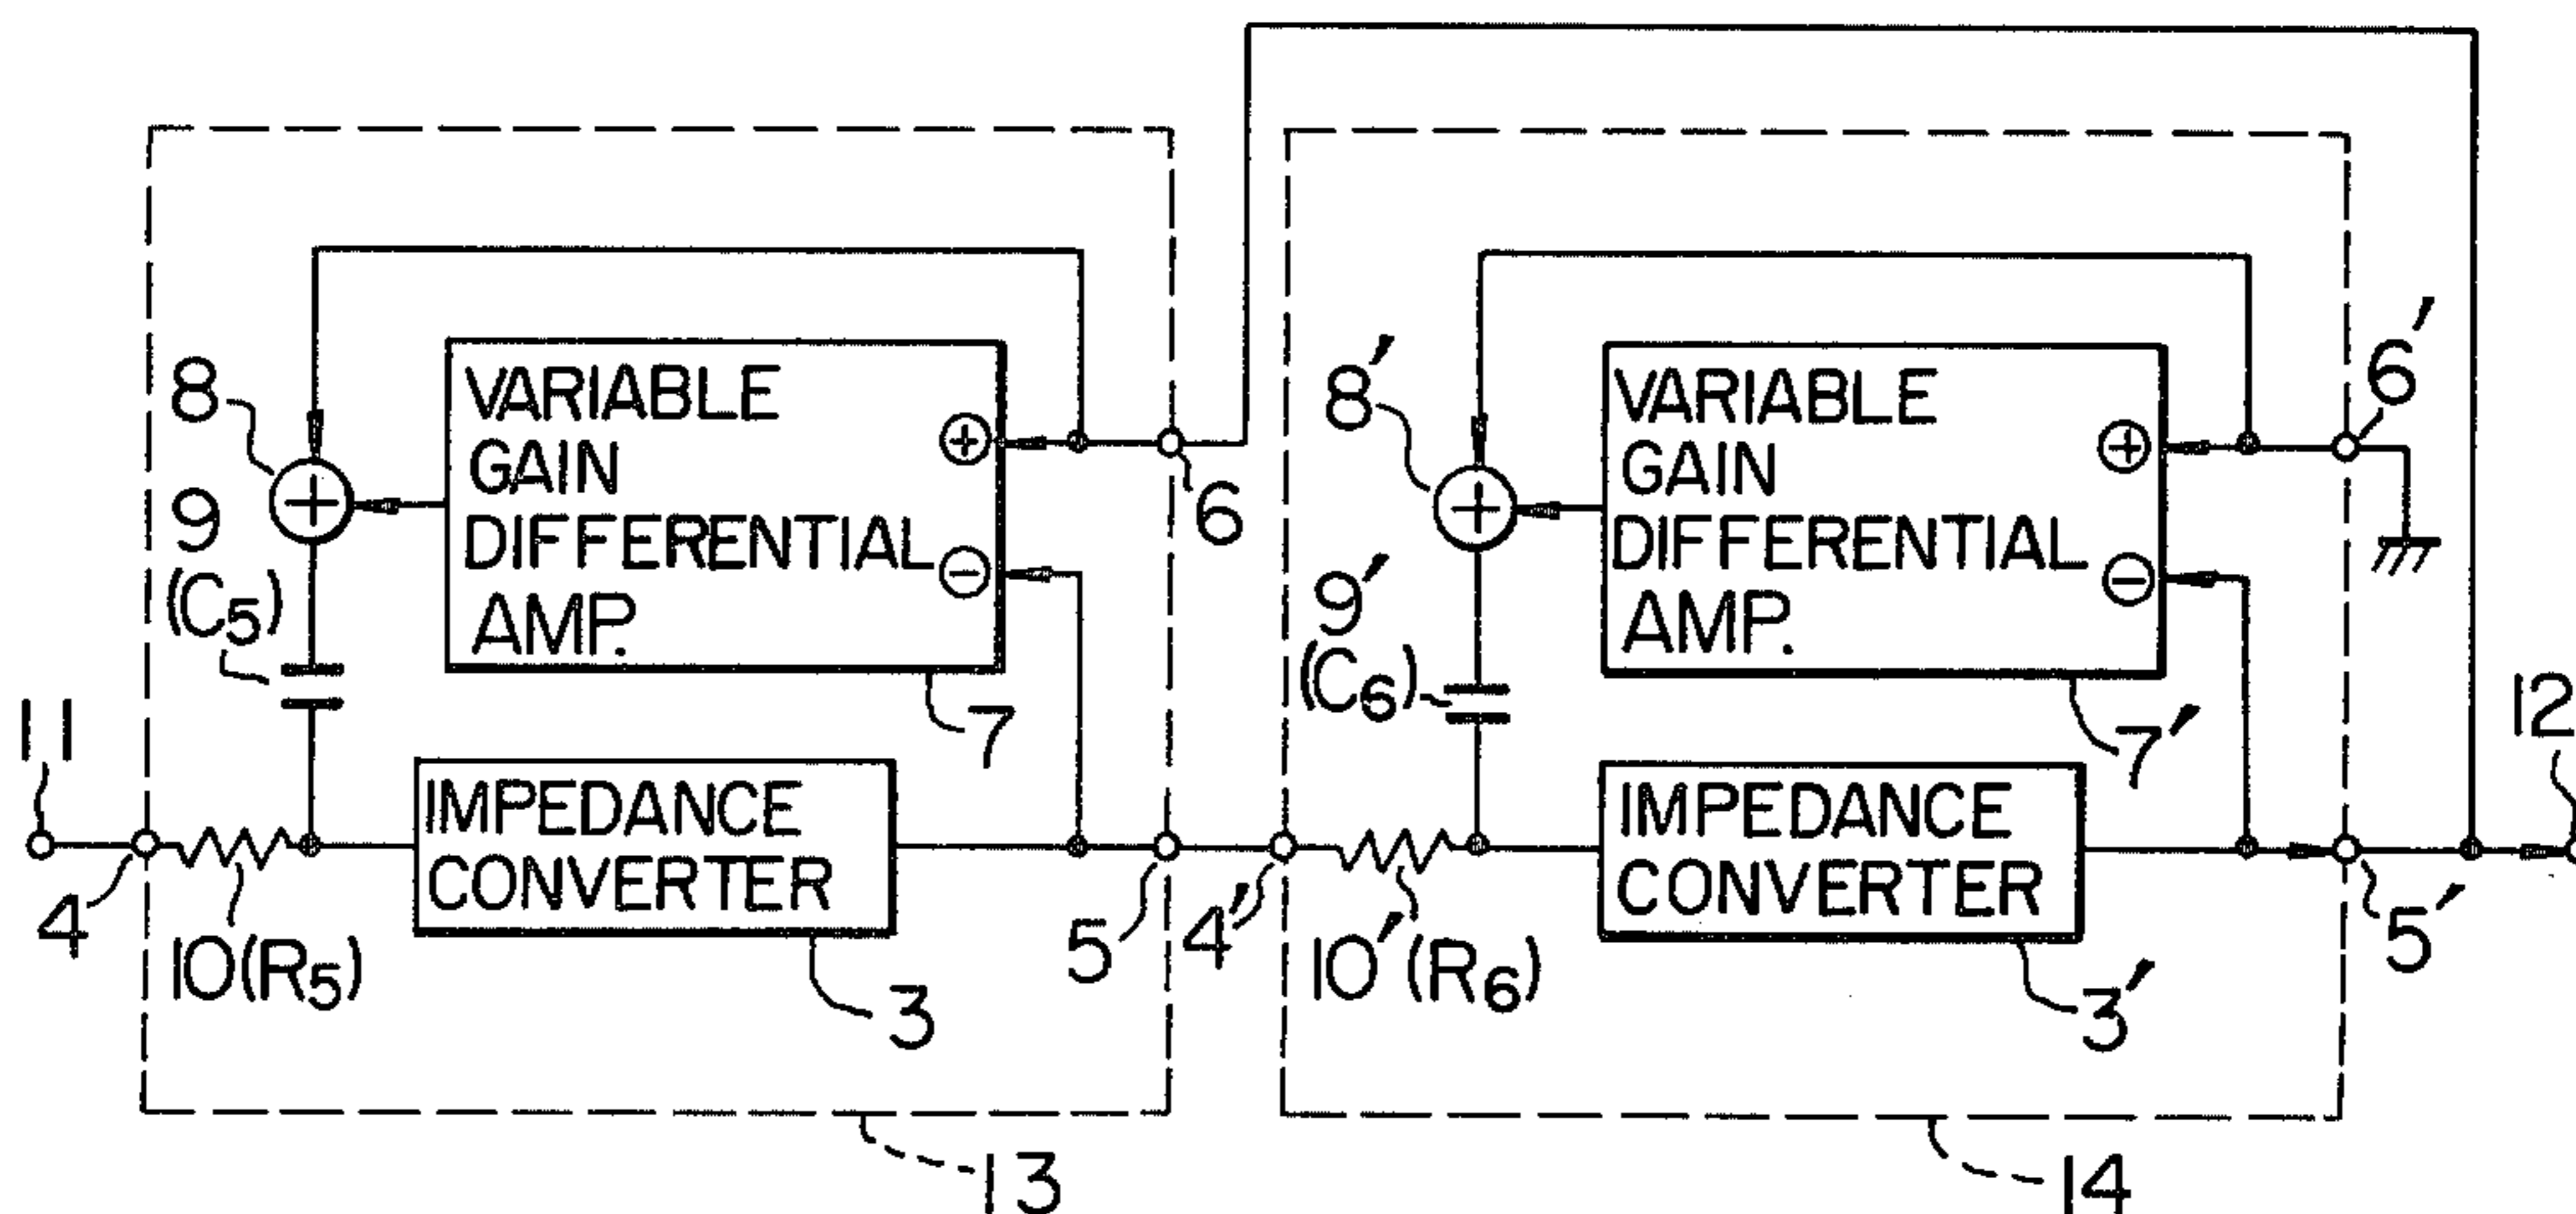 8
VARIABLE
GAIN
DIFFERENTIAL
AMP.
+
+
−
9
(C5)
6
7
11
4
10(R5)
IMPEDANCE
CONVERTER
3
5
13
8'
VARIABLE
GAIN
DIFFERENTIAL
AMP.
+
+
−
6'
9'
(C6)
7'
12
4'
10'(R6)
IMPEDANCE
CONVERTER
3'
5'
14